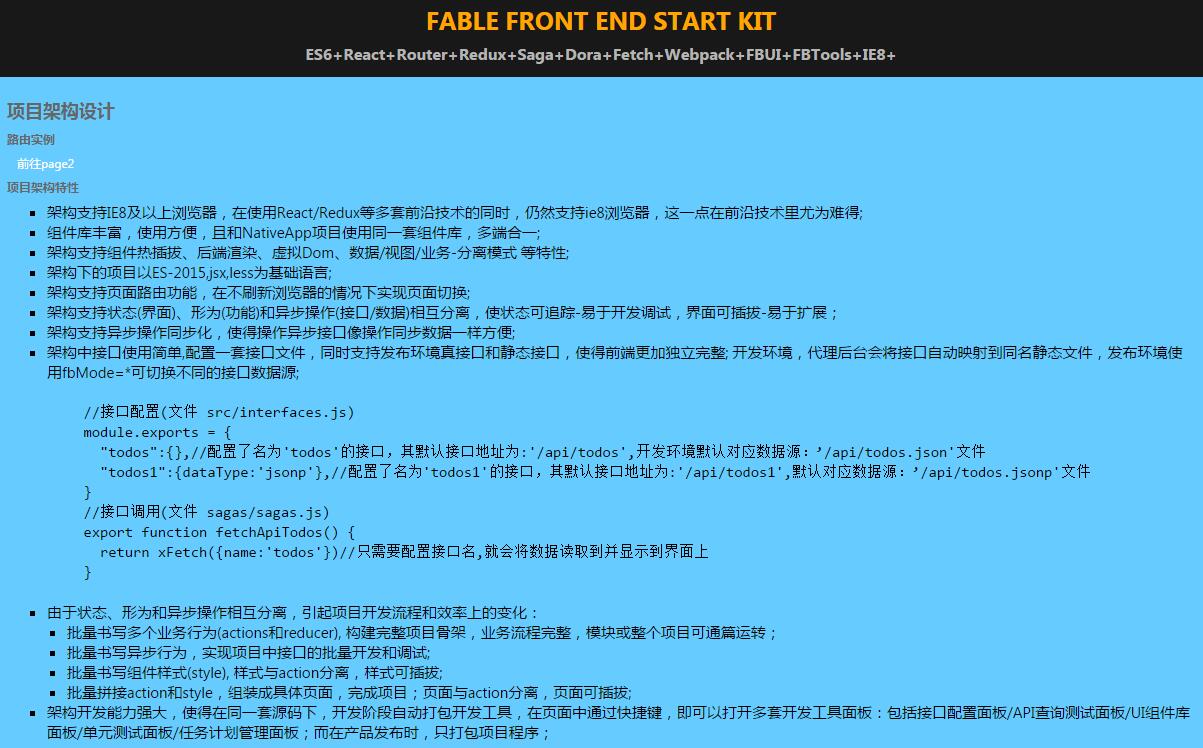 FABLE FRONT END START KIT
ES6+React+Router+Redux+Saga+Dora+Fetch+Webpack+FBUI+FBTools+IE8+
项目架构设计
路由实例
前往page2
项目架构特性
架构支持IE8及以上浏览器，在使用React/Redux等多套前沿技术的同时，仍然支持ie8浏览器，这一点在前沿技术里尤为难得;
组件库丰富，使用方便，且和NativeApp项目使用同一套组件库，多端合一;
架构支持组件热插拔、后端渲染、虚拟Dom、数据/视图/业务-分离模式 等特性;
架构下的项目以ES-2015,jsx,less为基础语言;
架构支持页面路由功能，在不刷新浏览器的情况下实现页面切换;
架构支持状态(界面)、形为(功能)和异步操作(接口/数据)相互分离，使状态可追踪-易于开发调试，界面可插拔-易于扩展；
架构支持异步操作同步化，使得操作异步接口像操作同步数据一样方便;
架构中接口使用简单,配置一套接口文件，同时支持发布环境真接口和静态接口，使得前端更加独立完整; 开发环境，代理后台会将接口自动映射到同名静态文件，发布环境使
用fbMode=*可切换不同的接口数据源;
//接口配置(文件 src/interfaces.js)
module.exports = {
"todos":{},//配置了名为'todos'的接口，其默认接口地址为:'/api/todos',开发环境默认对应数据源：’/api/todos.json'文件
"todos1":{dataType:'jsonp'},//配置了名为'todos1'的接口，其默认接口地址为:'/api/todos1',默认对应数据源：’/api/todos.jsonp'文件
}
//接口调用(文件 sagas/sagas.js)
export function fetchApiTodos() {
return xFetch({name:'todos'})//只需要配置接口名,就会将数据读取到并显示到界面上
}
由于状态、形为和异步操作相互分离，引起项目开发流程和效率上的变化：
批量书写多个业务行为(actions和reducer), 构建完整项目骨架，业务流程完整，模块或整个项目可通篇运转；
批量书写异步行为，实现项目中接口的批量开发和调试;
批量书写组件样式(style), 样式与action分离，样式可插拔;
批量拼接action和style，组装成具体页面，完成项目；页面与action分离，页面可插拔;
架构开发能力强大，使得在同一套源码下，开发阶段自动打包开发工具，在页面中通过快捷键，即可以打开多套开发工具面板：包括接口配置面板/API查询测试面板/UI组件库
面板/单元测试面板/任务计划管理面板；而在产品发布时，只打包项目程序；